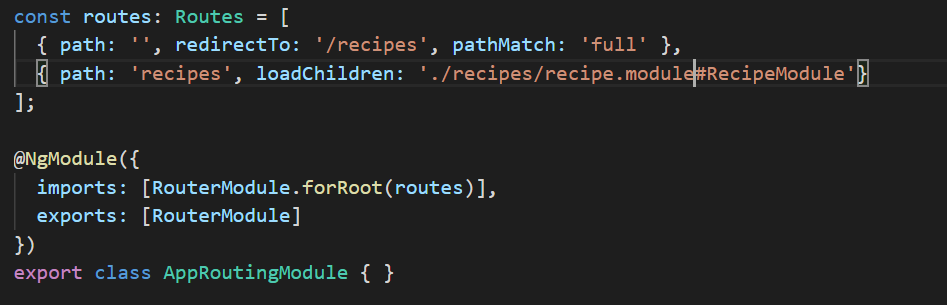 const routes: Routes = [
  { path: '', redirectTo: '/recipes', pathMatch: 'full' },
  { path: 'recipes', loadChildren: './recipes/recipe.module#RecipeModule'}
];

@NgModule({
  imports: [RouterModule.forRoot(routes)],
  exports: [RouterModule]
})
export class AppRoutingModule { }